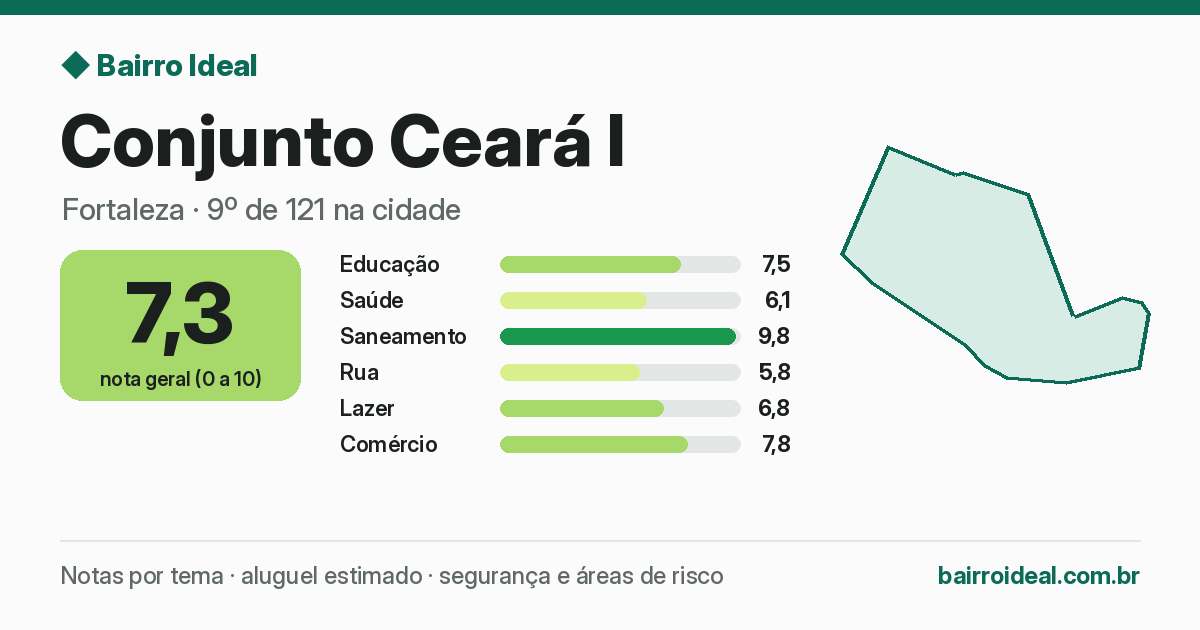 Bairro Ideal
Conjunto Ceará I
Fortaleza · 9º de 121 na cidade
7,3
nota geral (0 a 10)
Educação 7,5
Saúde 6,1
Saneamento 9,8
Rua 5,8
Lazer 6,8
Comércio 7,8
Notas por tema · aluguel estimado · segurança e áreas de risco
bairroideal.com.br